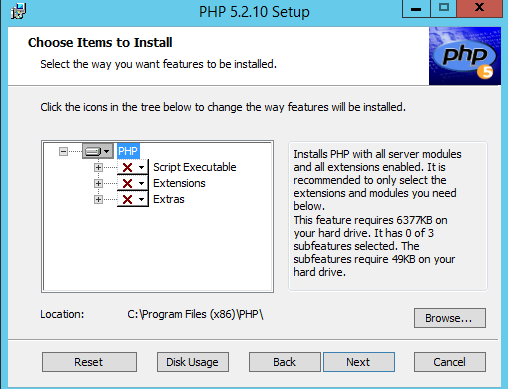 PHP 5.2.10 Setup
Choose Items to Install
Select the way you want features to be installed.
php
5
Click the icons in the tree below to change the way features will be installed.
PHP
Script Executable
Extensions
Extras
Installs PHP with all server modules
and all extensions enabled. It is
recommended to only select the
extensions and modules you need
below.
This feature requires 6377KB on
your hard drive. It has 0 of 3
subfeatures selected. The
subfeatures require 49KB on your
hard drive.
Location: C:\Program Files (x86)\PHP\
Browse...
Reset Disk Usage Back Next Cancel